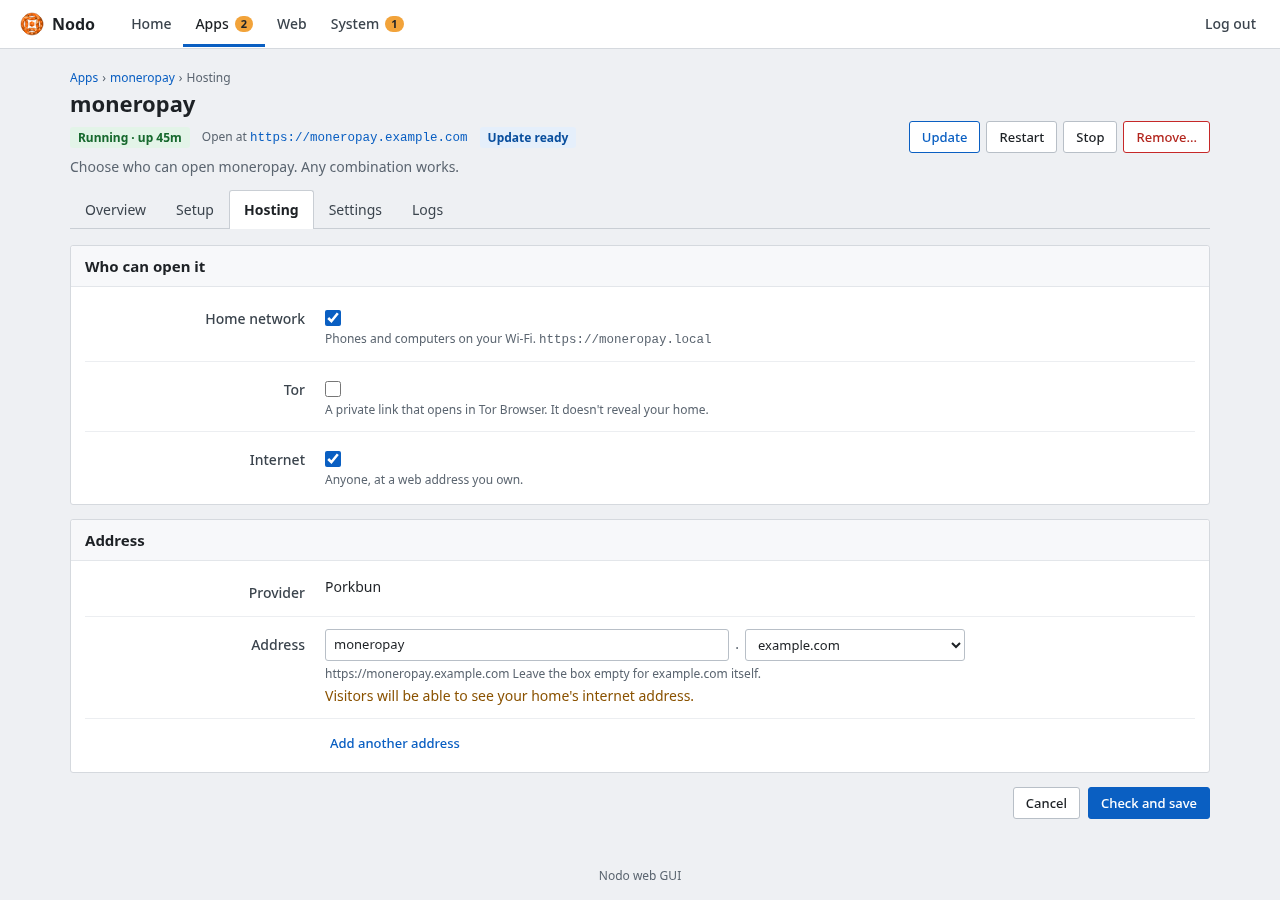 Nodo Home Apps 2 Web System 1 Log out
Apps › moneropay › Hosting
moneropay
Running · up 45m Open at https://moneropay.example.com Update ready Update Restart Stop Remove...
Choose who can open moneropay. Any combination works.
Overview Setup Hosting Settings Logs
Who can open it
Home network
Phones and computers on your Wi-Fi. https://moneropay.local
Tor
A private link that opens in Tor Browser. It doesn't reveal your home.
Internet
Anyone, at a web address you own.
Address
Provider Porkbun
Address moneropay . example.com
https://moneropay.example.com Leave the box empty for example.com itself.
Visitors will be able to see your home's internet address.
Add another address
Cancel Check and save
Nodo web GUI